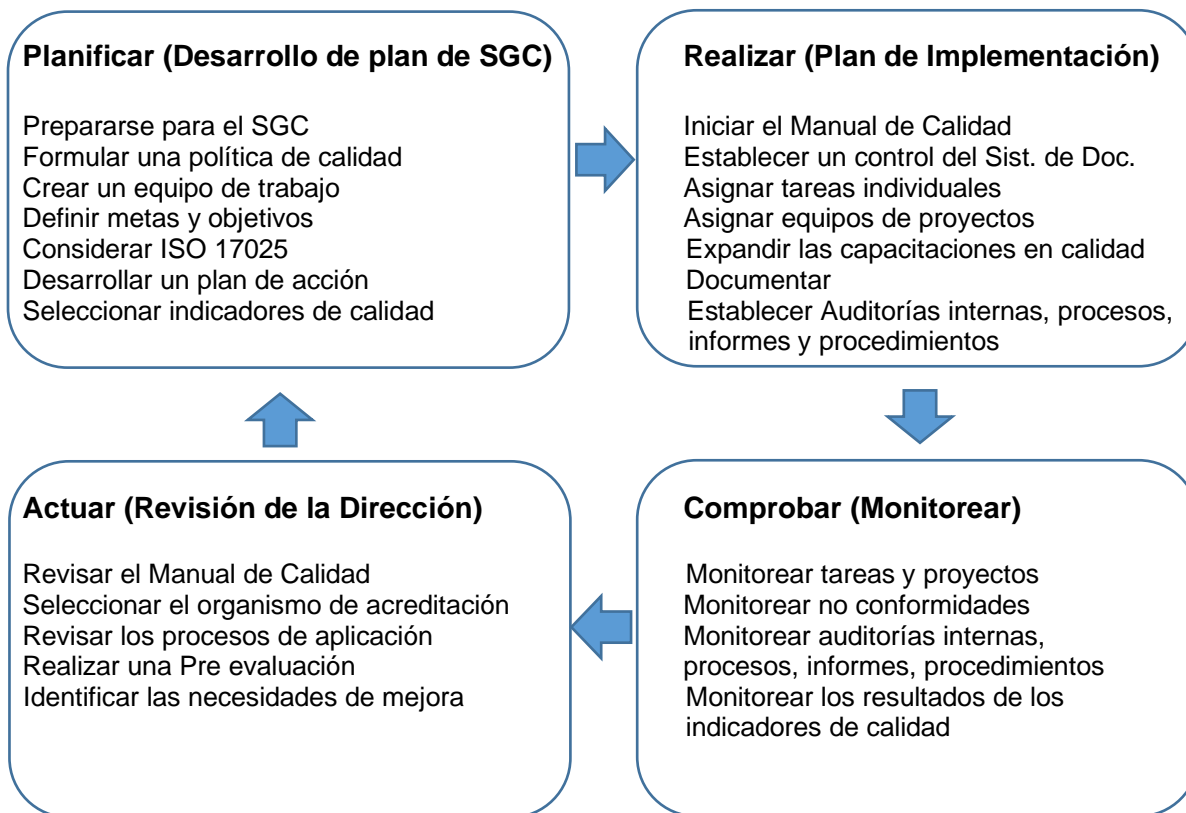 Planificar (Desarrollo de plan de SGC)
Prepararse para el SGC
Formular una política de calidad
Crear un equipo de trabajo
Definir metas y objetivos
Considerar ISO 17025
Desarrollar un plan de acción
Seleccionar indicadores de calidad
Realizar (Plan de Implementación)
Iniciar el Manual de Calidad
Establecer un control del Sist. de Doc.
Asignar tareas individuales
Asignar equipos de proyectos
Expandir las capacitaciones en calidad
Documentar
Establecer Auditorías internas, procesos,
informes y procedimientos
Actuar (Revisión de la Dirección)
Revisar el Manual de Calidad
Seleccionar el organismo de acreditación
Revisar los procesos de aplicación
Realizar una Pre evaluación
Identificar las necesidades de mejora
Comprobar (Monitorear)
Monitorear tareas y proyectos
Monitorear no conformidades
Monitorear auditorías internas,
procesos, informes, procedimientos
Monitorear los resultados de los
indicadores de calidad